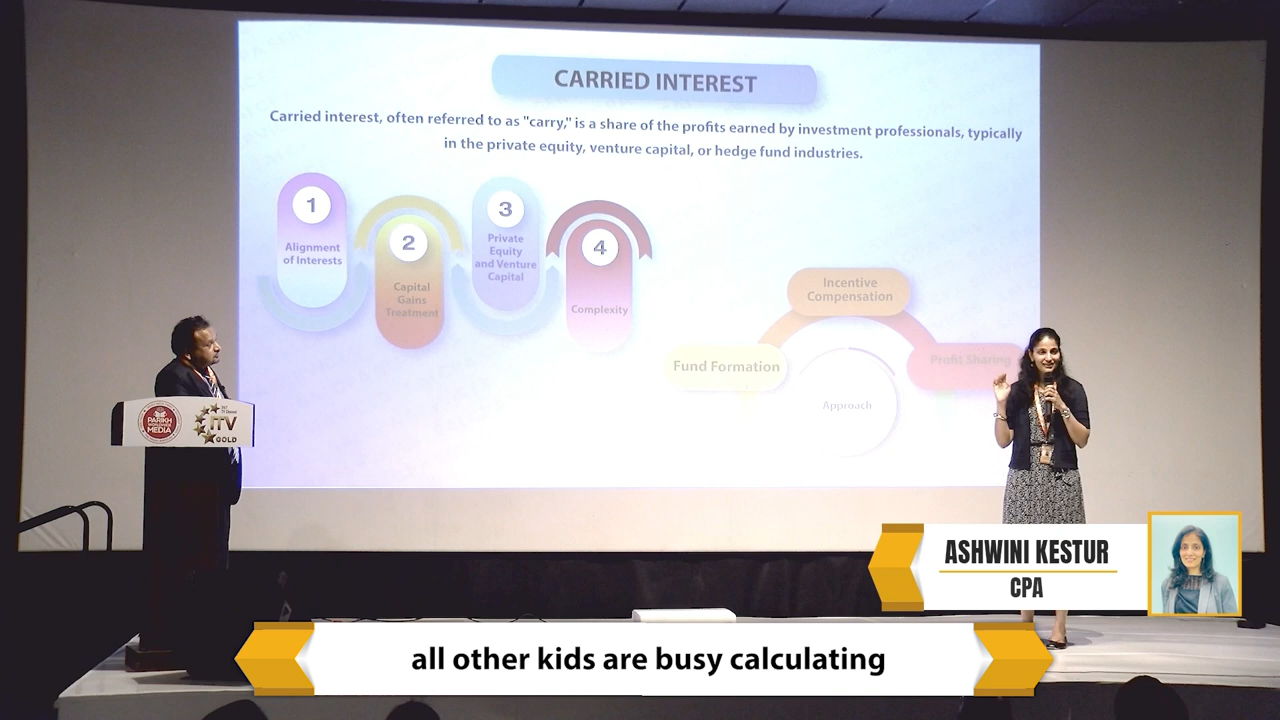 CARRIED INTEREST
Carried interest, often referred to as "carry," is a share of the profits earned by investment professionals, typically
in the private equity, venture capital, or hedge fund industries.
1
Alignment
of Interests
2
Capital
Gains
Treatment
3
Private
Equity
and Venture
Capital
4
Complexity
Incentive
Compensation
Fund Formation
Profit Sharing
Approach
PARIKH
MEDIA
ITV
GOLD
ASHWINI KESTUR
CPA
all other kids are busy calculating